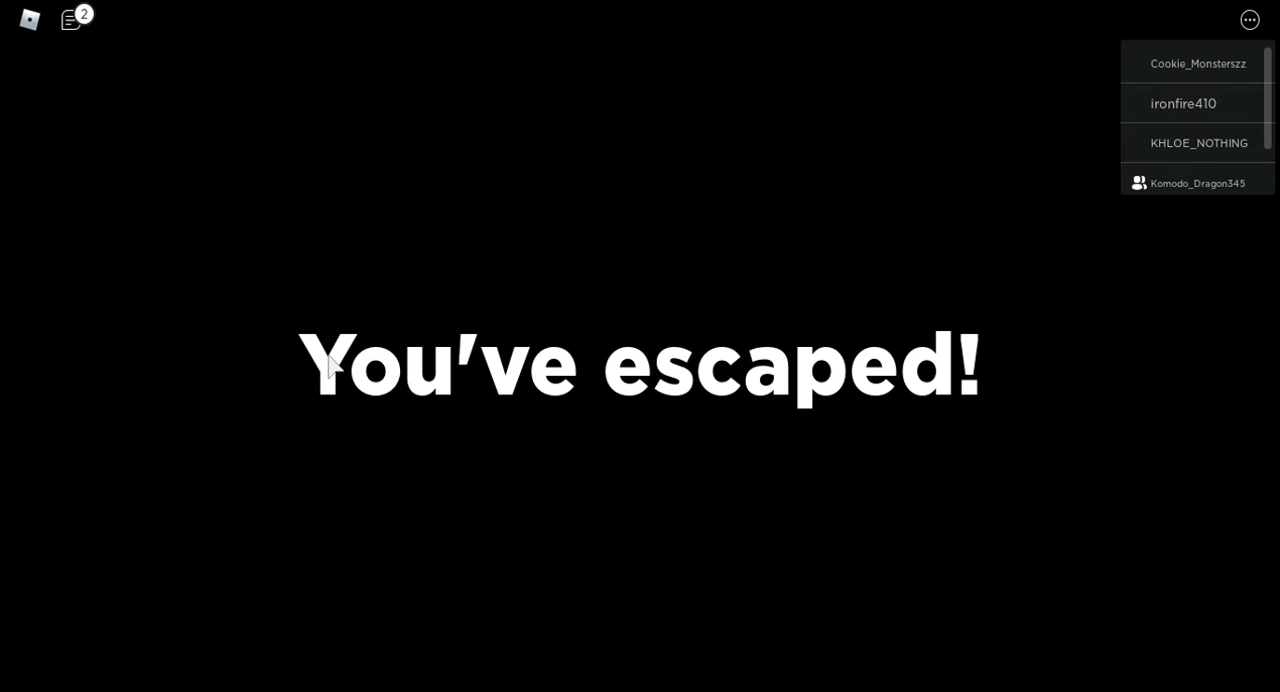 2
Cookie_Monsterszz
ironfire410
KHLOE_NOTHING
Komodo_Dragon345
You've escaped!